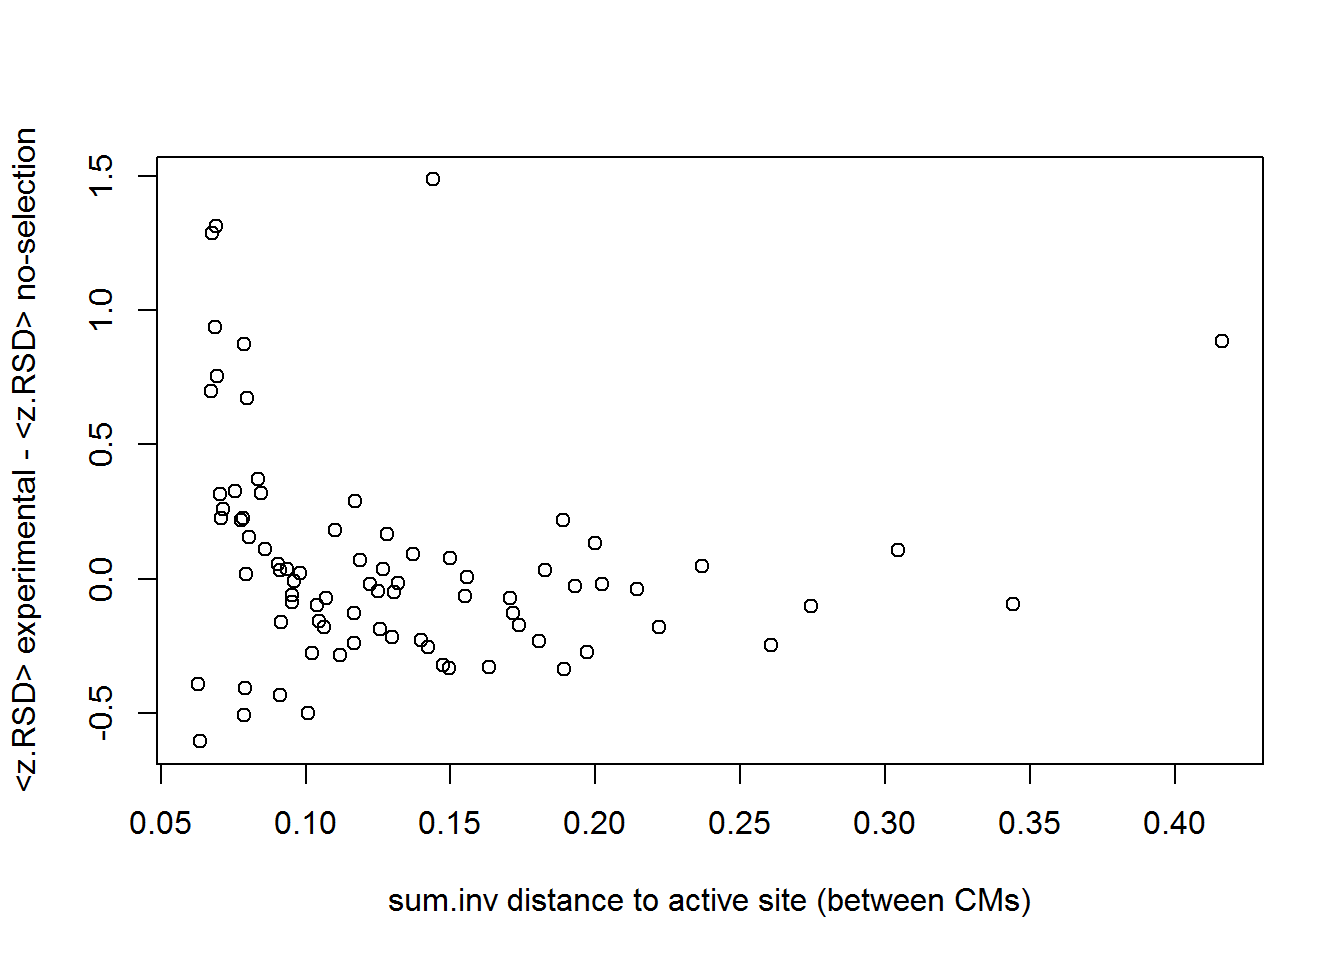 <z.RSD> experimental - <z.RSD> no-selection
1.5
1.0
0.5
0.0
-0.5
0.05 0.10 0.15 0.20 0.25 0.30 0.35 0.40
sum.inv distance to active site (between CMs)